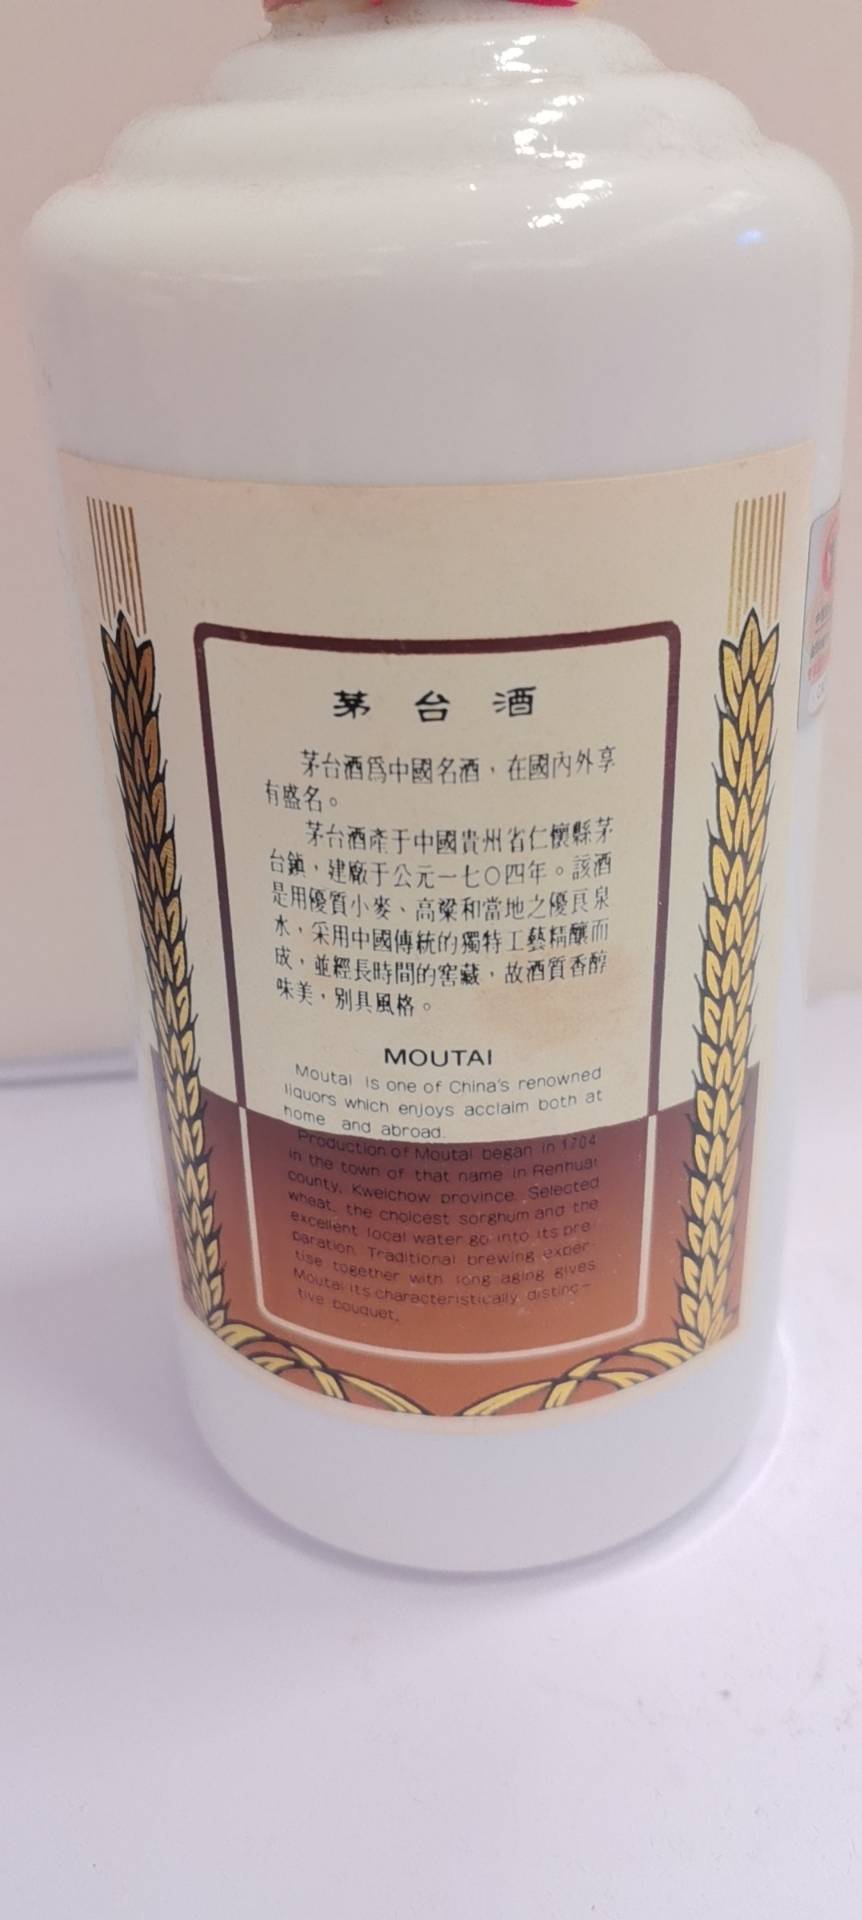 茅台酒
茅台酒爲中國名酒，在國內外享
有盛名。
茅台酒產于中國貴州省仁懷縣茅
台鎮，建廠于公元一七〇四年。該酒
是用優質小麥、高粱和當地之優良泉
水，采用中國傳統的獨特工藝精釀而
成，並經長時間的窖藏，故酒質香醇
味美，別具風格。
MOUTAI
Moutai is one of China's renowned
liquors which enjoys acclaim both at
home and abroad.
Production of Moutai began in 1704
in the town of that name in Renhuai
county, Kweichow province. Selected
wheat, the choicest sorghum and the
excellent local water go into its pre-
paration. Traditional brewing exper-
tise together with long aging gives
Moutai its characteristically distinc-
tive bouquet.